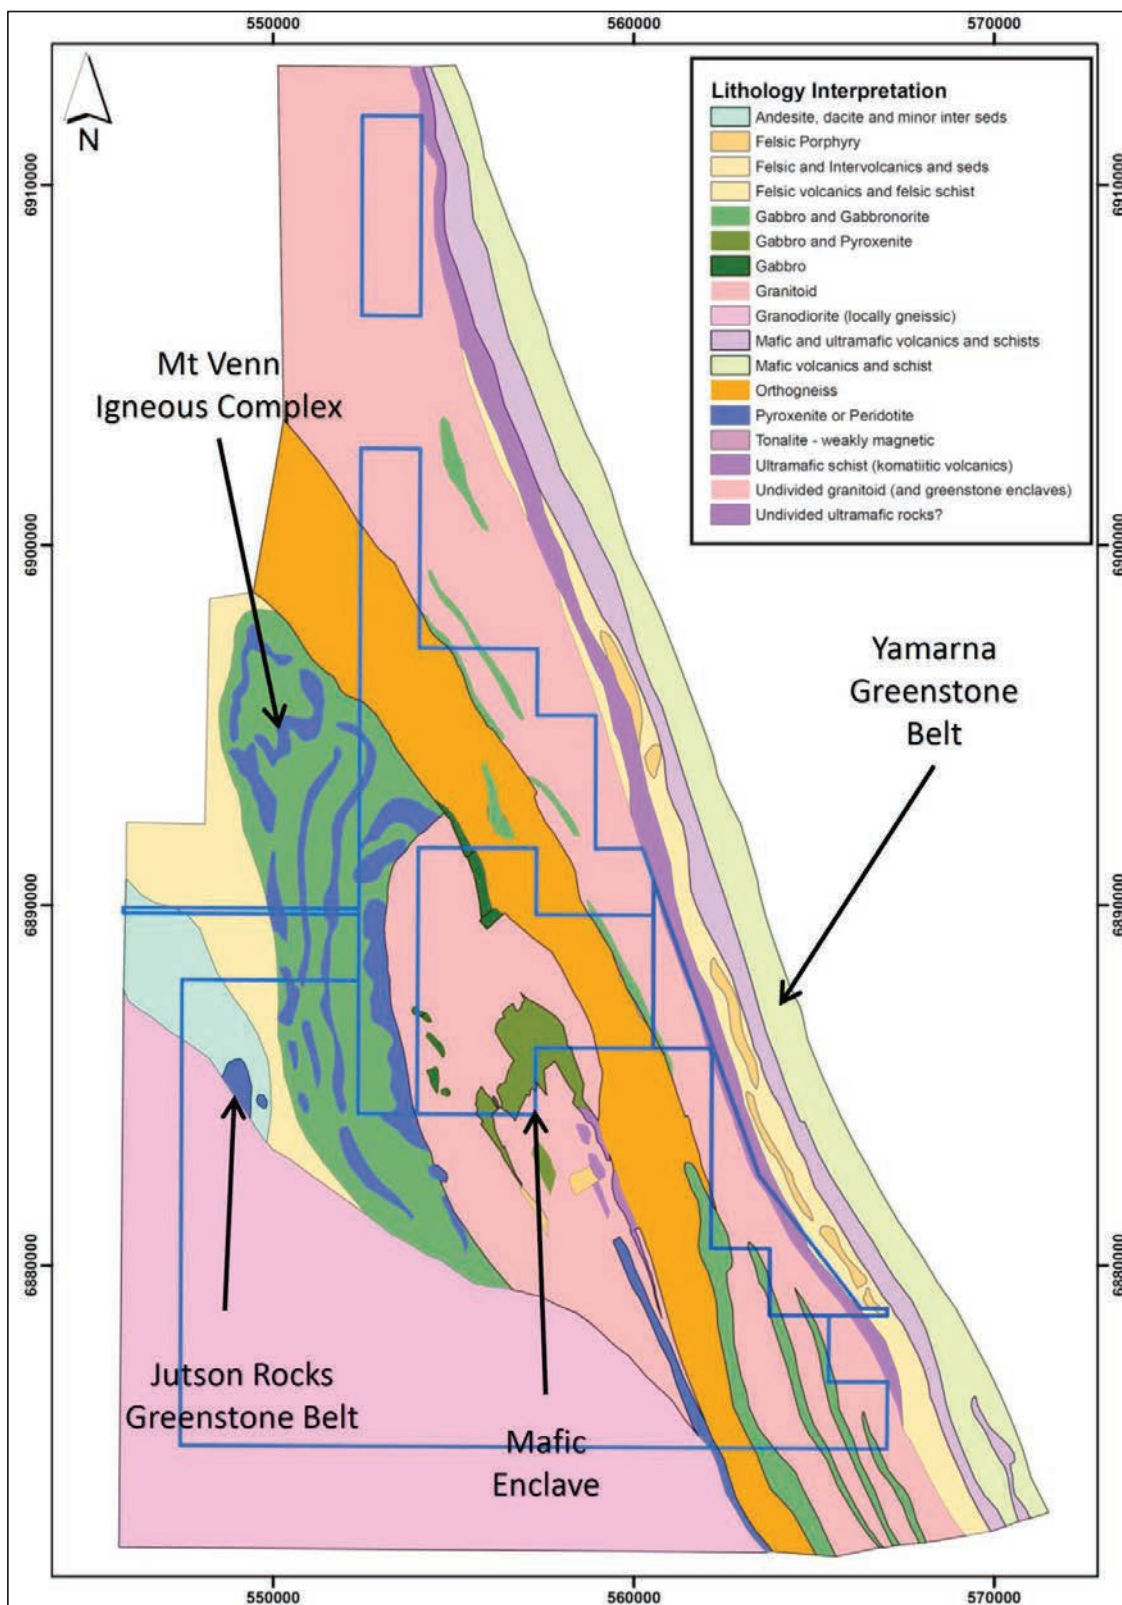 550000
560000
570000
N
6910000
6910000
Lithology Interpretation
Andesite, dacite and minor inter seds
Felsic Porphyry
Felsic and Intervolcanics and seds
Felsic volcanics and felsic schist
Gabbro and Gabbronorite
Gabbro and Pyroxenite
Gabbro
Granitoid
Granodiorite (locally gneissic)
Mafic and ultramafic volcanics and schists
Mafic volcanics and schist
Orthogneiss
Pyroxenite or Peridotite
Tonalite - weakly magnetic
Ultramafic schist (komatiitic volcanics)
Undivided granitoid (and greenstone enclaves)
Undivided ultramafic rocks?
Mt Venn
Igneous Complex
6900000
6900000
Yamarna
Greenstone
Belt
6890000
6890000
6880000
6880000
Jutson Rocks
Greenstone Belt
Mafic
Enclave
550000
560000
570000